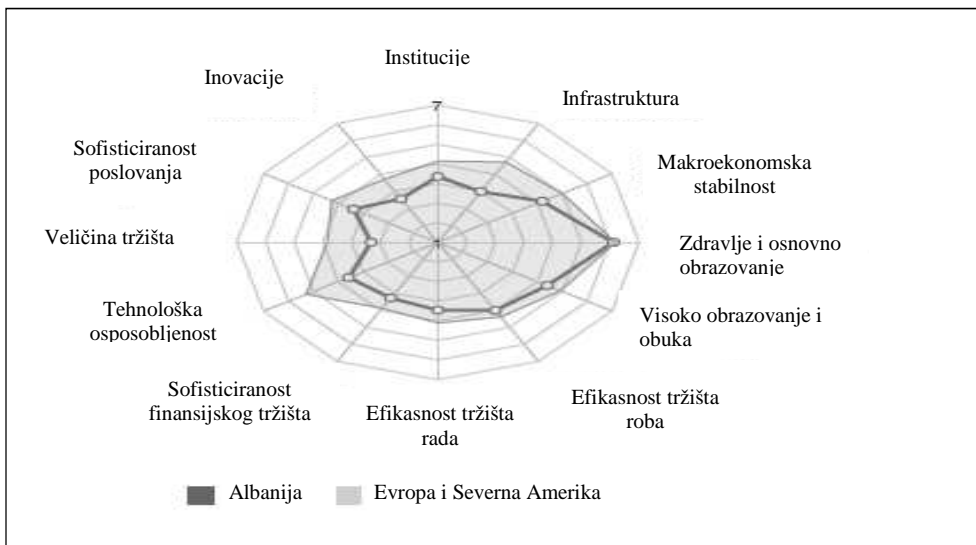 Institucije
Inovacije
Infrastruktura
7
Sofisticiranost
poslovanja
Makroekonomska
stabilnost
Veličina tržišta
Zdravlje i osnovno
obrazovanje
Tehnološka
osposobljenost
Visoko obrazovanje i
obuka
Sofisticiranost
finansijskog tržišta
Efikasnost tržišta
rada
Efikasnost tržišta
roba
Albanija
Evropa i Severna Amerika